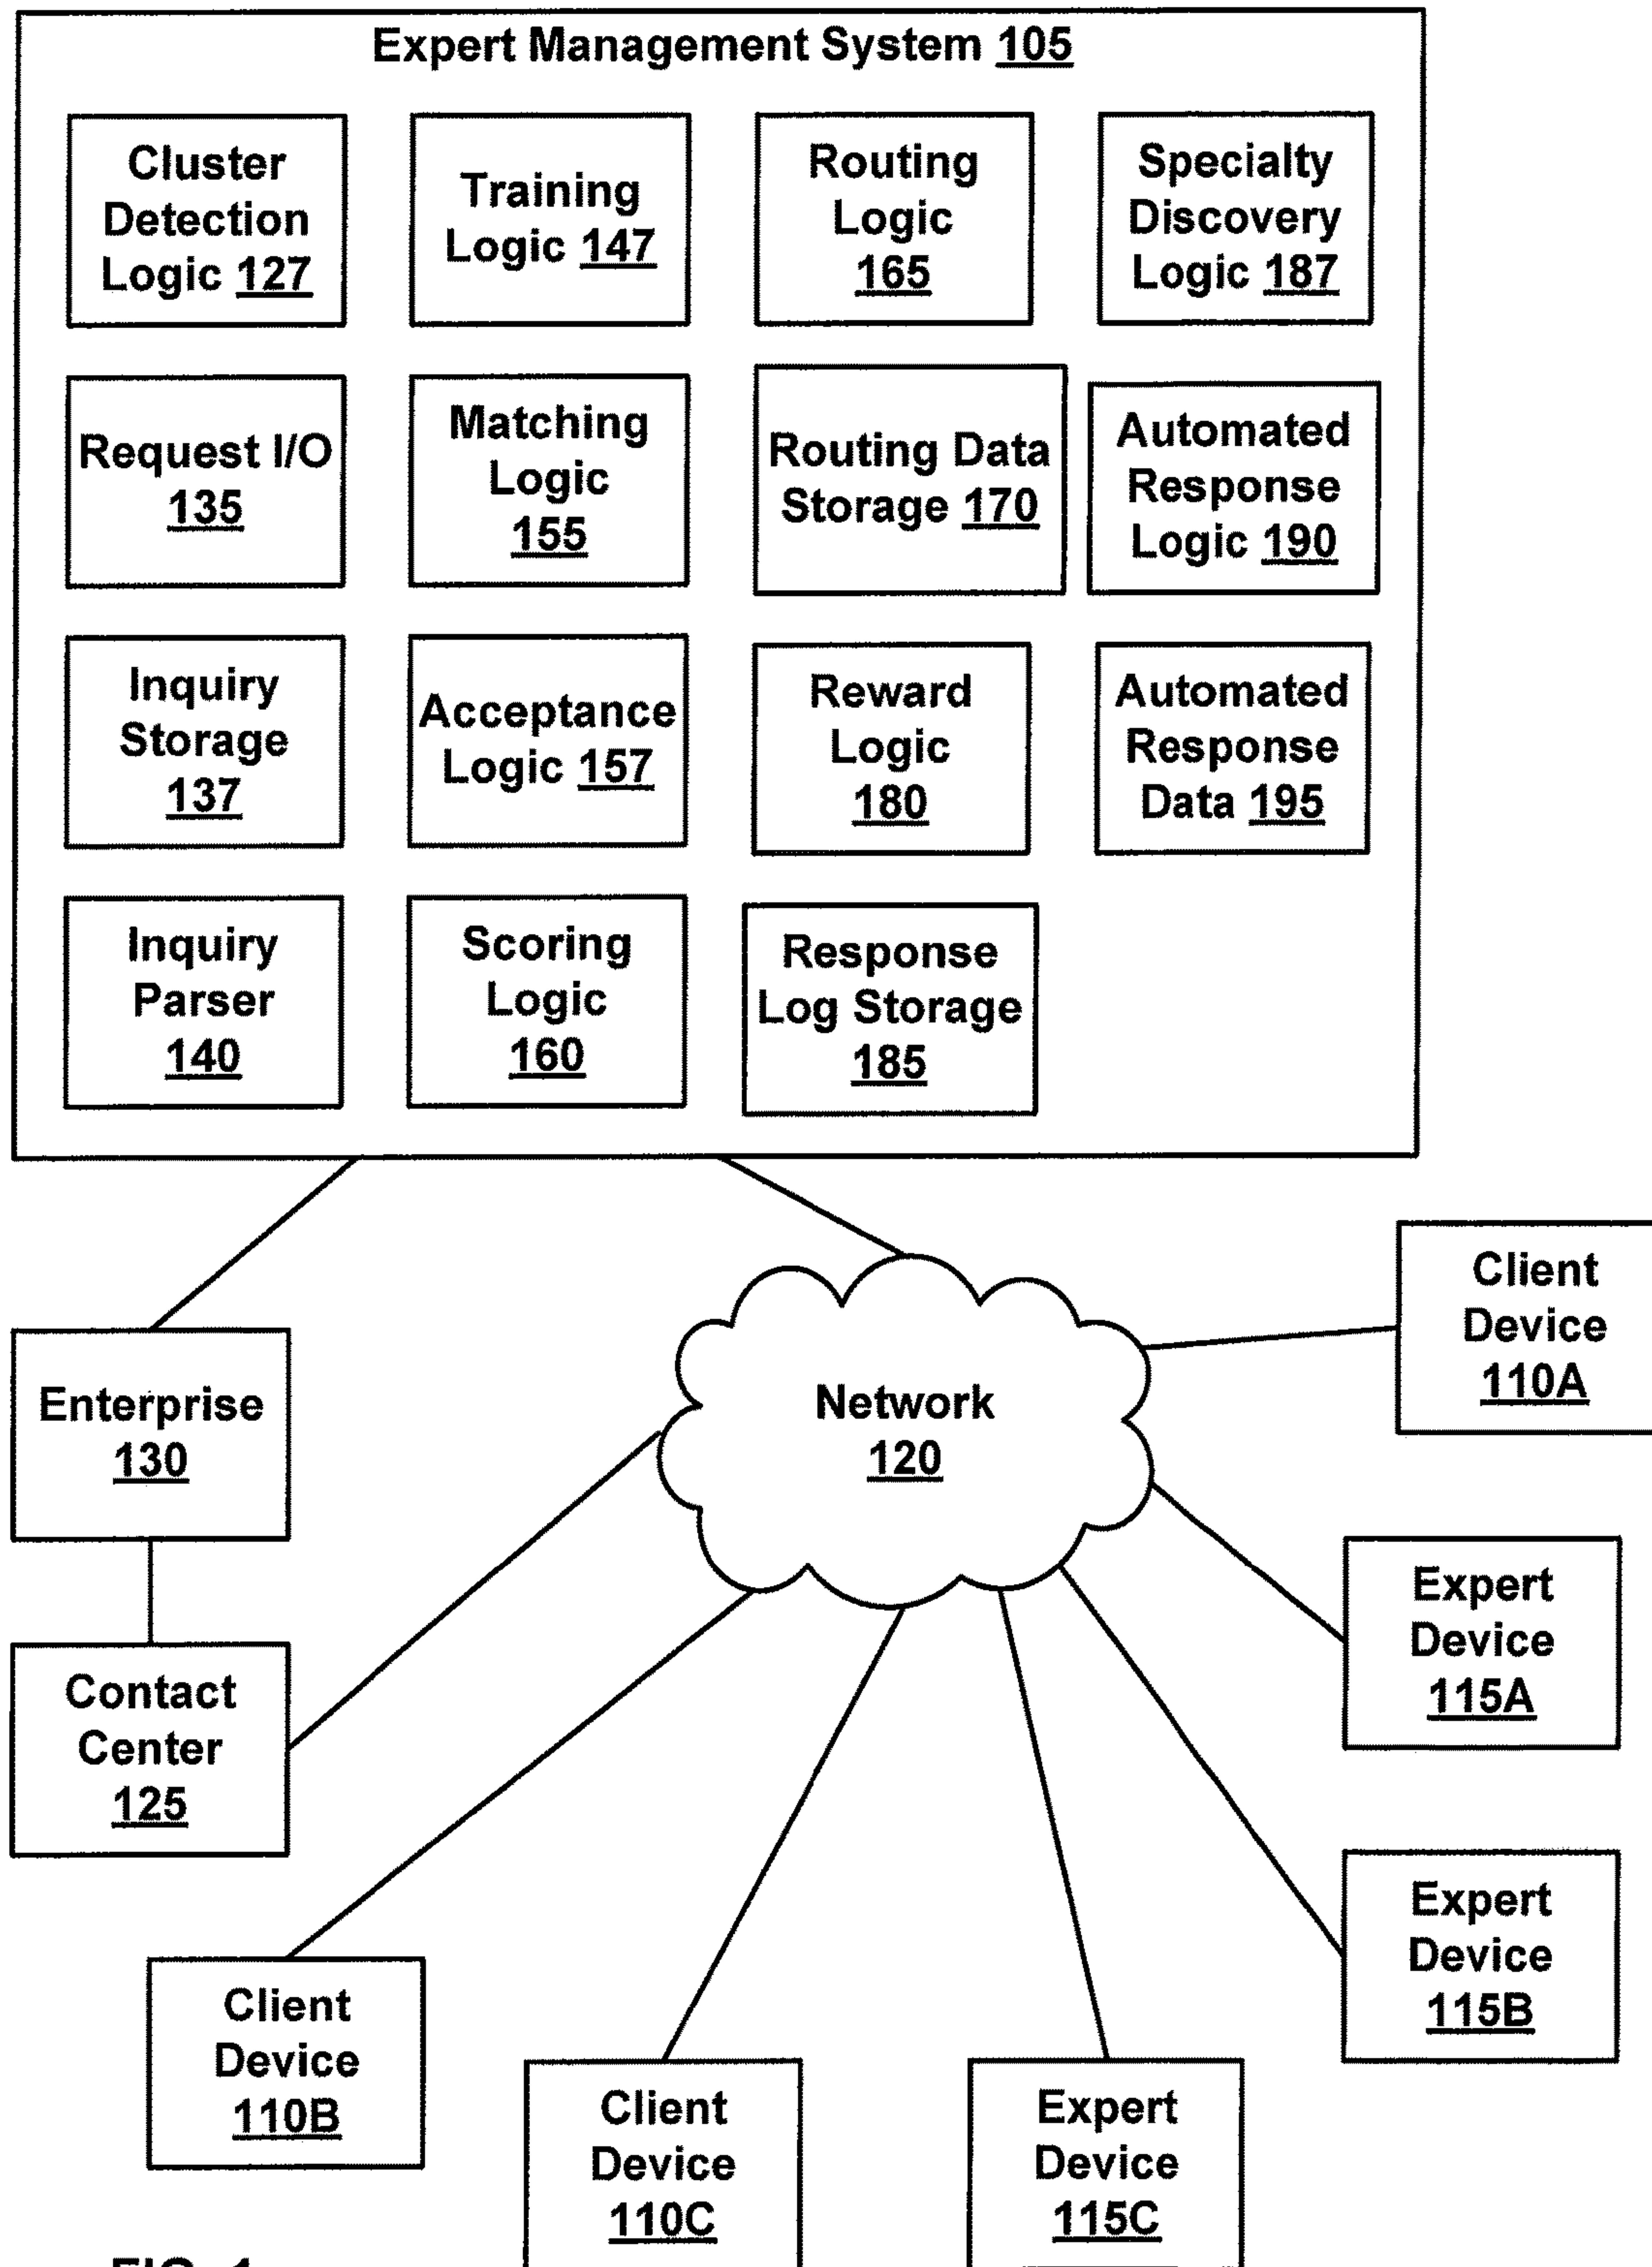 Expert Management System 105
Cluster
Detection
Logic 127
Training
Logic 147
Routing
Logic
165
Specialty
Discovery
Logic 187
Request I/O
135
Matching
Logic
155
Routing Data
Storage 170
Automated
Response
Logic 190
Inquiry
Storage
137
Acceptance
Logic 157
Reward
Logic
180
Automated
Response
Data 195
Inquiry
Parser
140
Scoring
Logic
160
Response
Log Storage
185
Client
Device
110A
Enterprise
130
Network
120
Expert
Device
115A
Contact
Center
125
Expert
Device
115B
Client
Device
110B
Client
Device
110C
Expert
Device
115C
FIG. 1